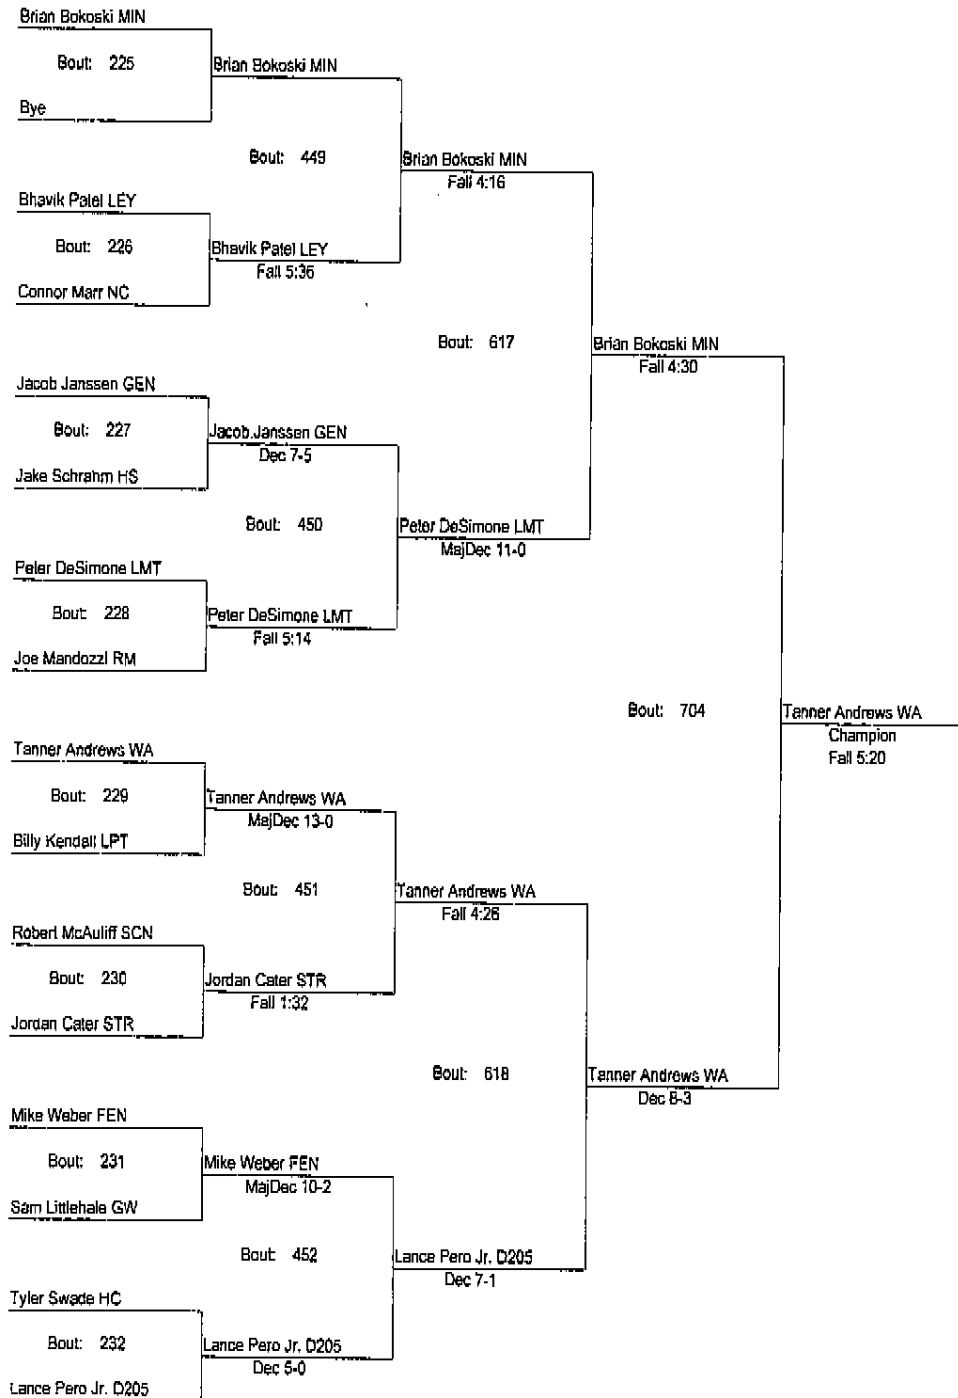 Brian Bokoski MIN
Bout: 225
Brian Bokoski MIN
Bye
Bout: 449
Brian Bokoski MIN
Fall 4:16
Bhavik Patel LEY
Bout: 226
Bhavik Patel LEY
Fall 5:36
Connor Marr NC
Bout: 617
Brian Bokoski MIN
Fall 4:30
Jacob Janssen GEN
Bout: 227
Jacob Janssen GEN
Dec 7-5
Jake Schrahm HS
Bout: 450
Peter DeSimone LMT
MajDec 11-0
Peter DeSimone LMT
Bout: 228
Peter DeSimone LMT
Fall 5:14
Joe Mandozzi RM
Bout: 704
Tanner Andrews WA
Champion
Fall 5:20
Tanner Andrews WA
Bout: 229
Tanner Andrews WA
MajDec 13-0
Billy Kendall LPT
Bout: 451
Tanner Andrews WA
Fall 4:26
Robert McAuliff SCN
Bout: 230
Jordan Cater STR
Fall 1:32
Jordan Cater STR
Bout: 618
Tanner Andrews WA
Dec 8-3
Mike Weber FEN
Bout: 231
Mike Weber FEN
MajDec 10-2
Sam Littlehale GW
Bout: 452
Lance Pero Jr. D205
Dec 7-1
Tyler Swade HC
Bout: 232
Lance Pero Jr. D205
Dec 5-0
Lance Pero Jr. D205